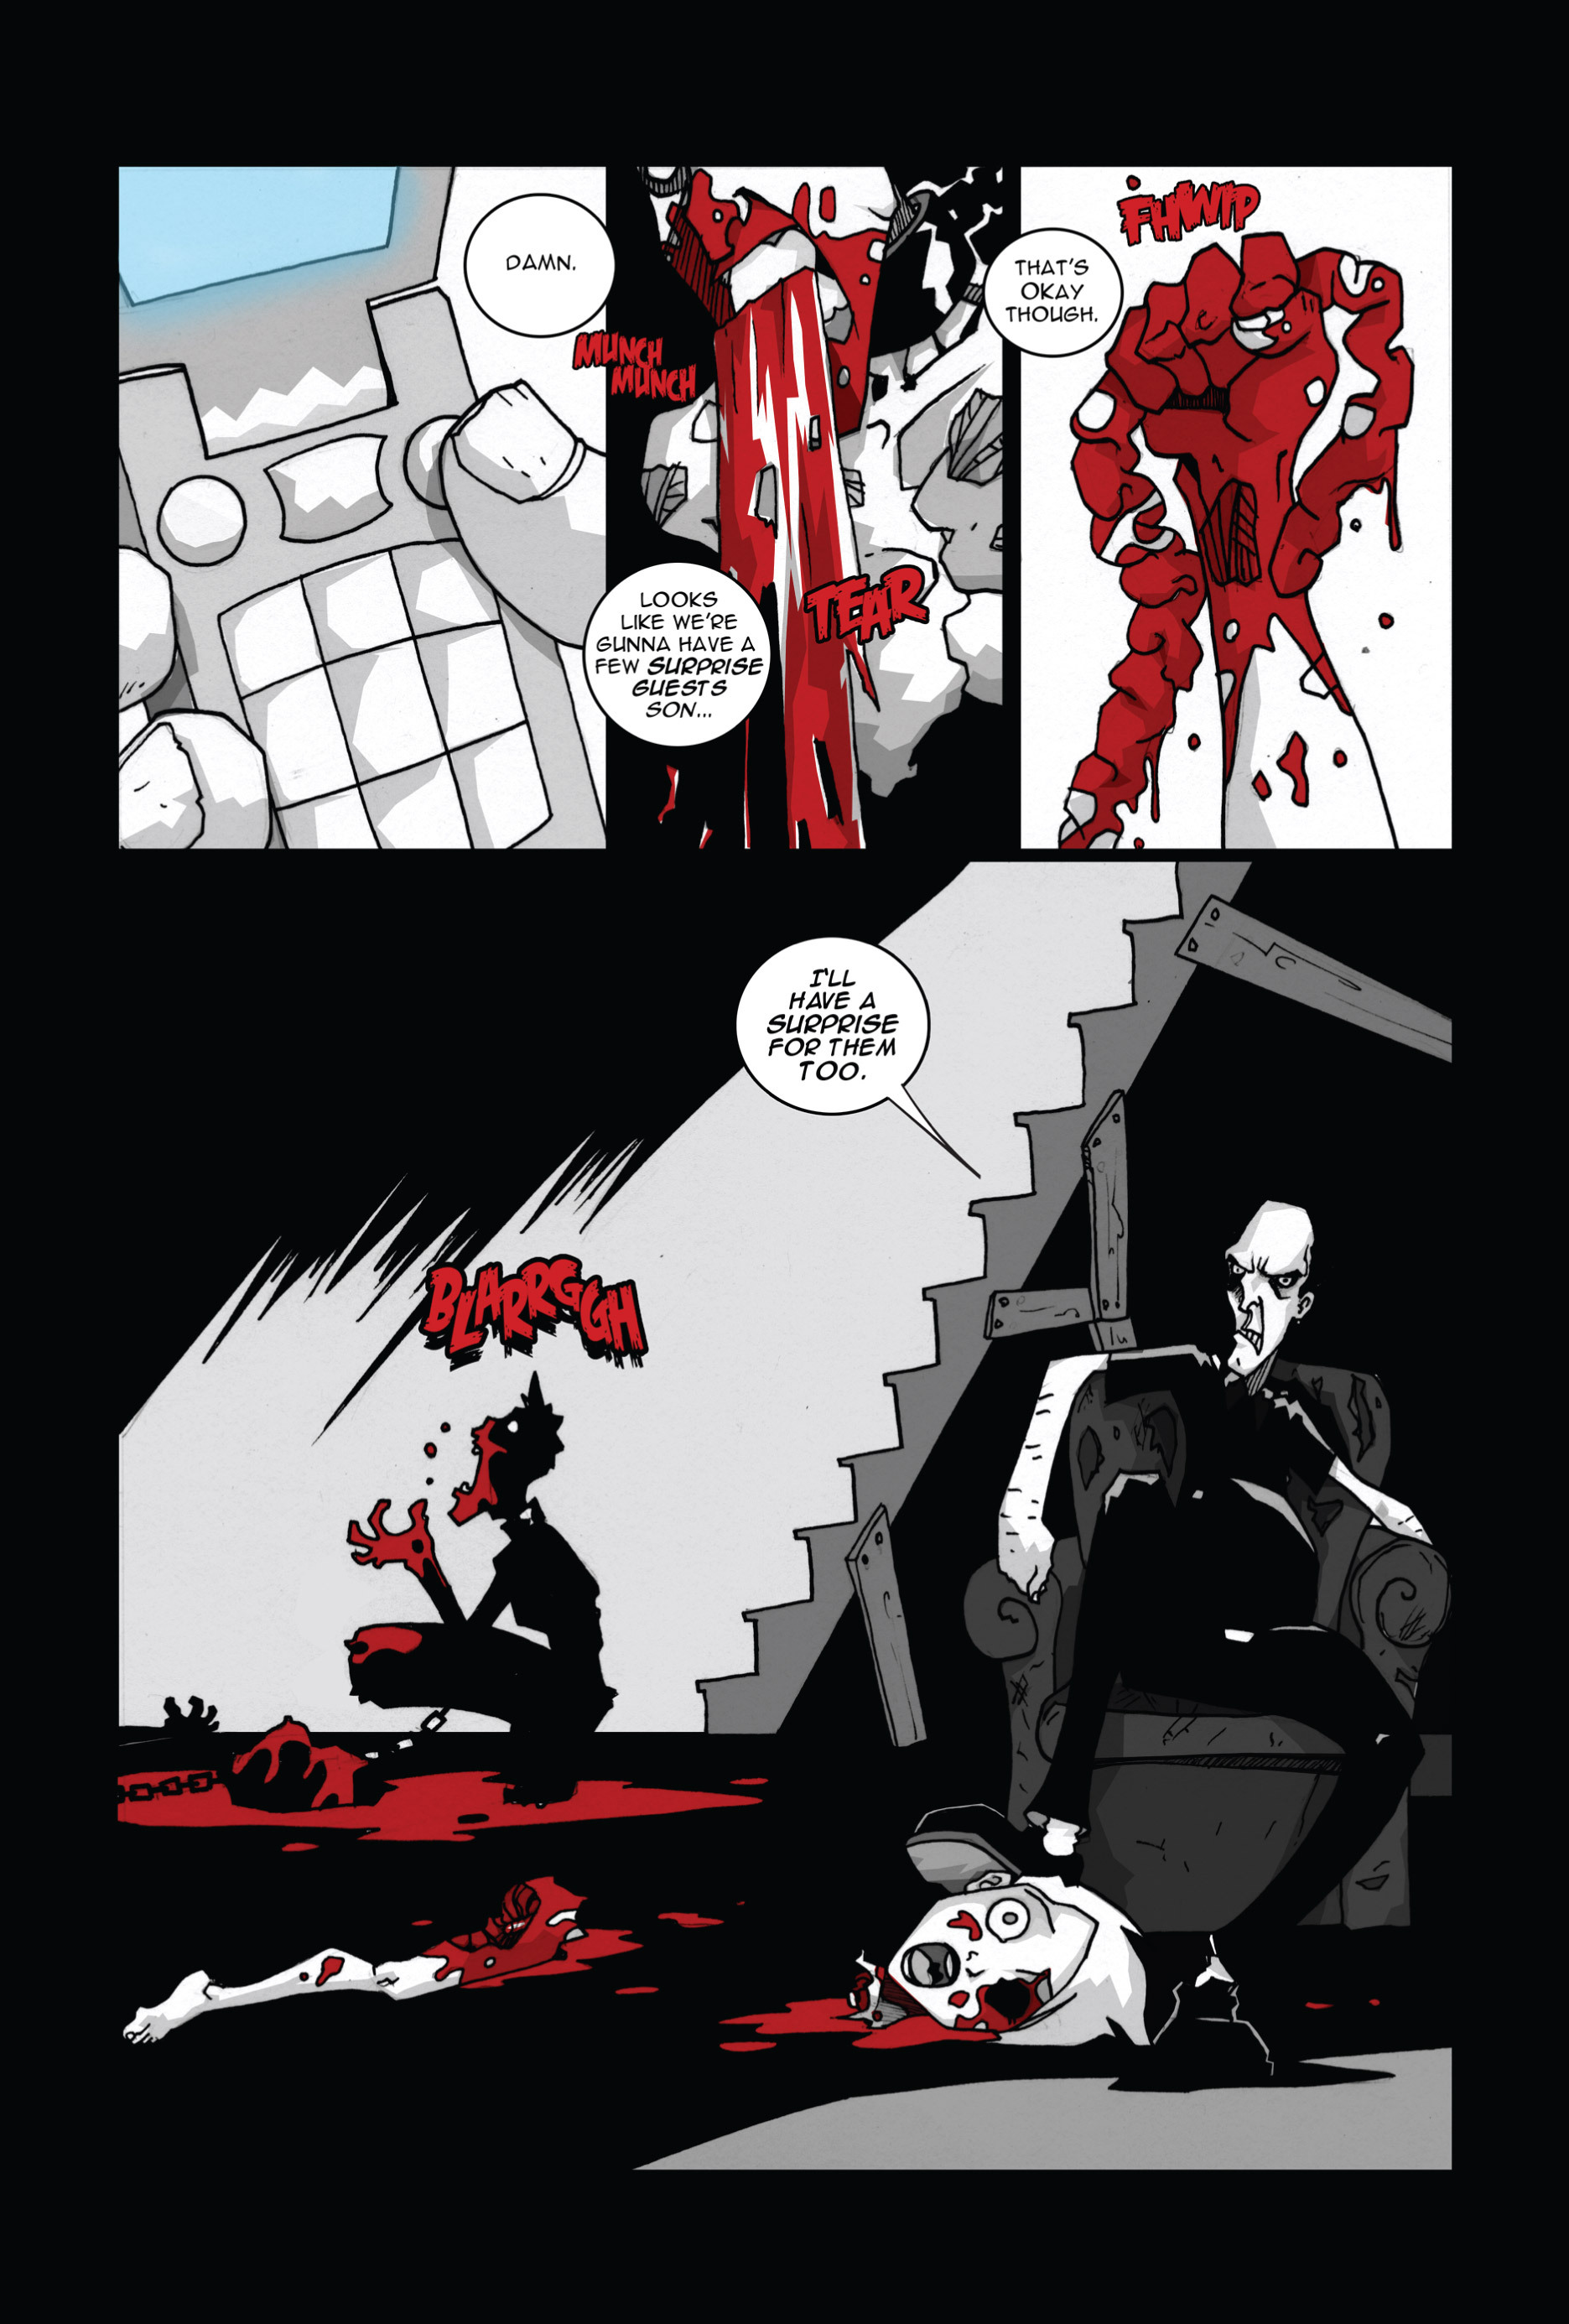 DAMN.
MUNCH
MUNCH
LOOKS
LIKE WE'RE
GUNNA HAVE A
FEW SURPRISE
GUESTS
SON...
TEAR
FHWIP
THAT'S
OKAY
THOUGH.
I'LL
HAVE A
SURPRISE
FOR THEM
TOO.
BLARRGGGH